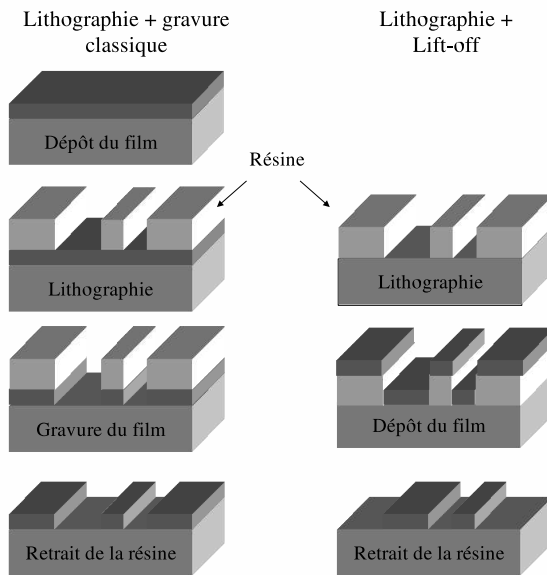 Lithographie + gravure
classique
Lithographie +
Lift-off
Dépôt du film
Résine
Lithographie
Lithographie
Gravure du film
Dépôt du film
Retrait de la résine
Retrait de la résine